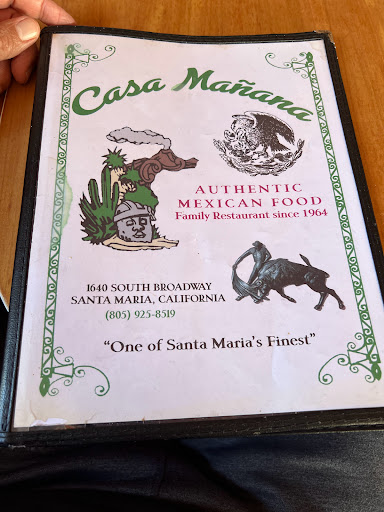 Casa Mañana
AUTHENTIC
MEXICAN FOOD
Family Restaurant since 1964
1640 SOUTH BROADWAY
SANTA MARIA, CALIFORNIA
(805) 925-8519
"One of Santa Maria's Finest"